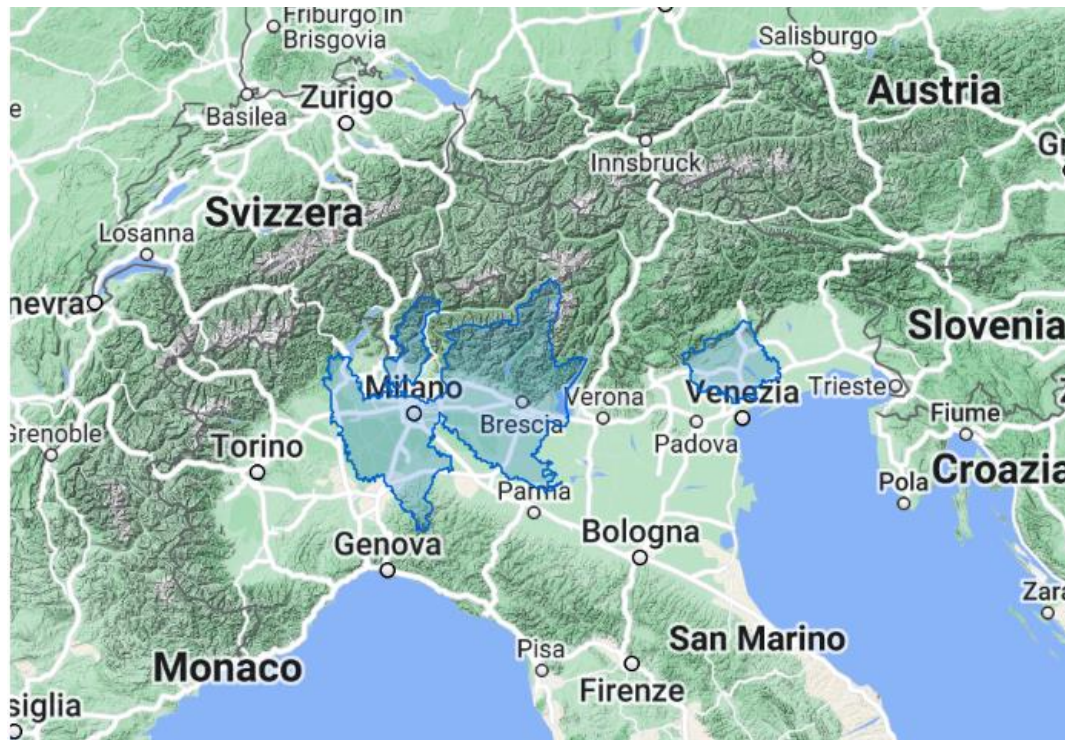 Friburgo in
Brisgovia
Salisburgo
Austria
Zurigo
Basilea
Innsbruck
Svizzera
Losanna
nevra
Slovenia
Milano
Venezia
Trieste
Verona
Brescia
Padova
Fiume
Grenoble
Torino
Croazia
Parma
Pola
Bologna
Genova
Zara
San Marino
Pisa
Monaco
Firenze
siglia